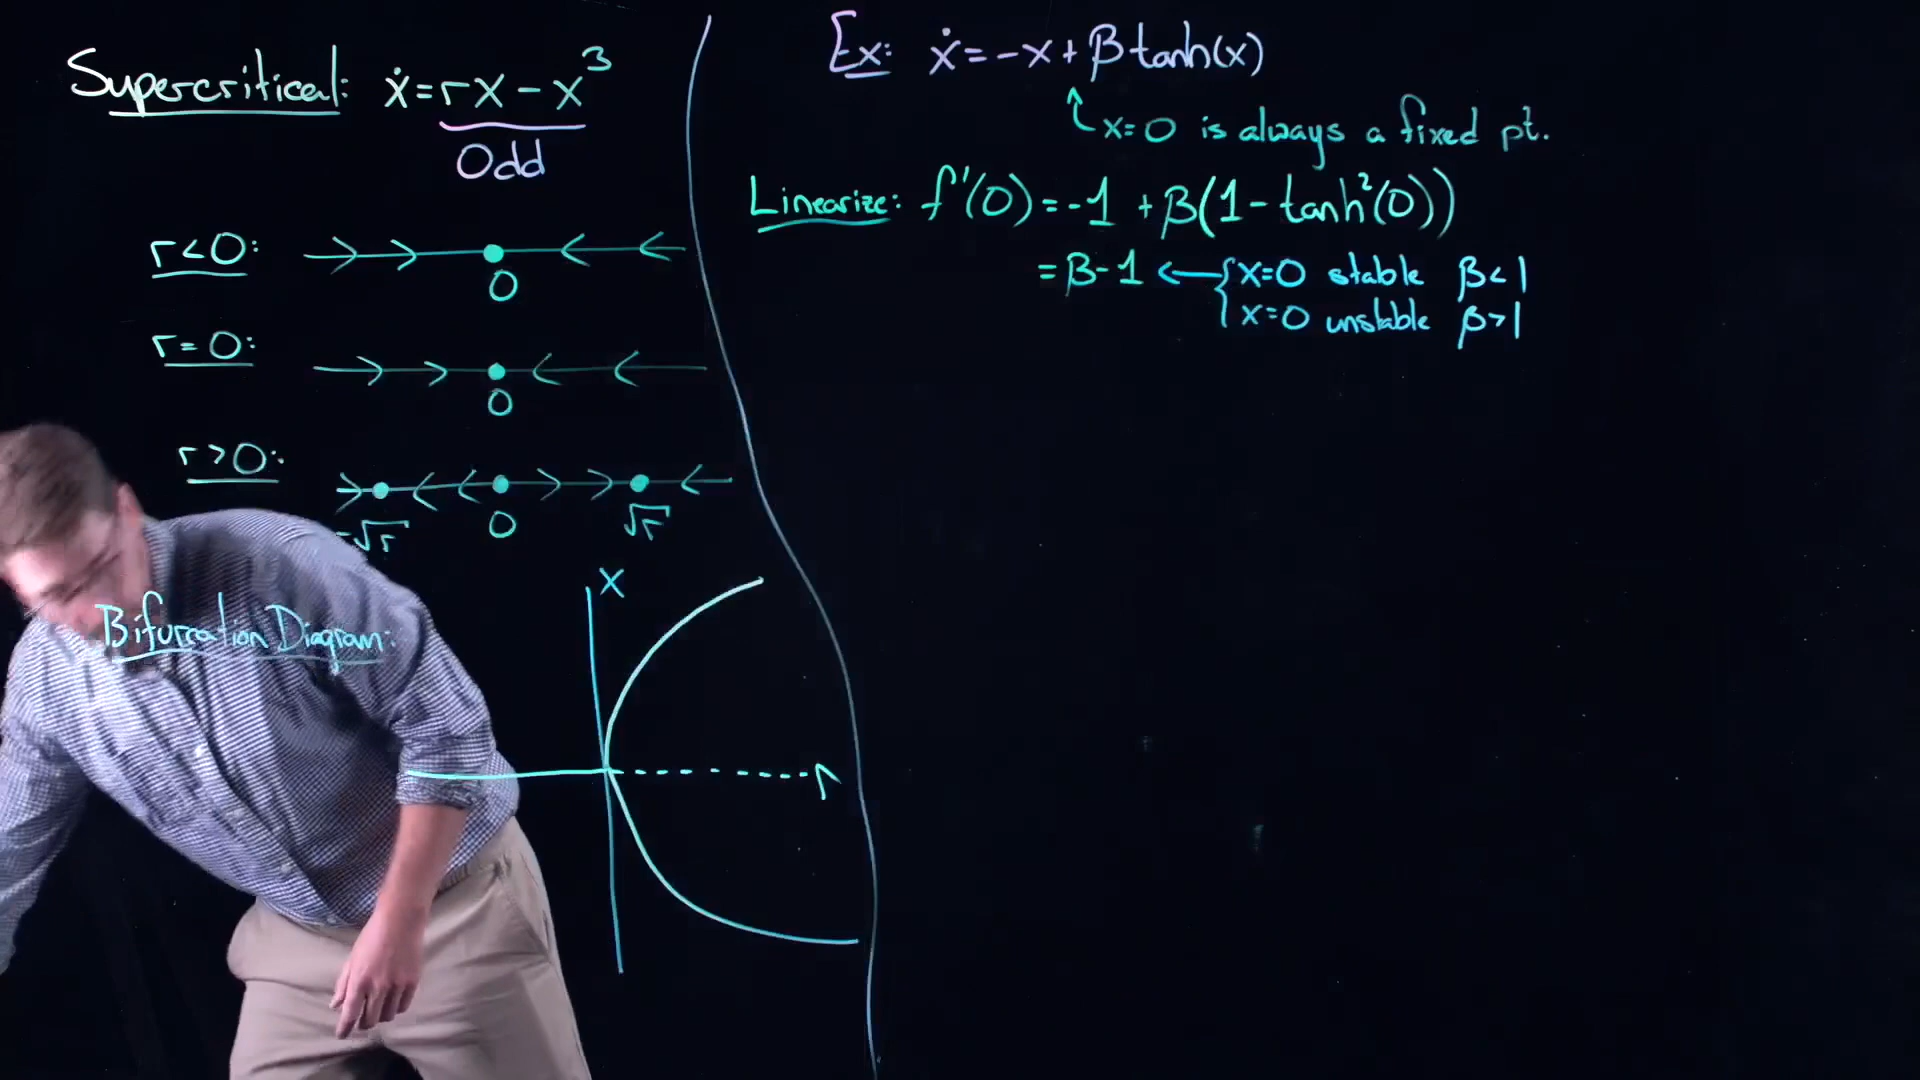 Supercritical: ẋ = rx - x³
Odd
r<0:
0
r=0:
0
r>0:
-√r 0 √r
Bifurcation Diagram:
x
r
Ex: ẋ = -x + β tanh(x)
x=0 is always a fixed pt.
Linearize: f'(0) = -1 + β(1 - tanh²(0))
= β - 1 ← { x=0 stable β<1
x=0 unstable β>1